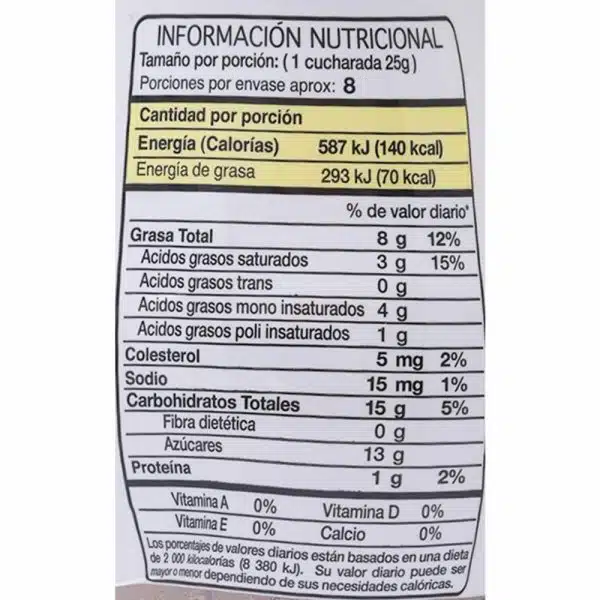 INFORMACIÓN NUTRICIONAL
Tamaño por porción: (1 cucharada 25g)
Porciones por envase aprox: 8
Cantidad por porción
Energía (Calorías) 587 kJ (140 kcal)
Energía de grasa 293 kJ (70 kcal)
% de valor diario*
Grasa Total 8 g 12%
Acidos grasos saturados 3 g 15%
Acidos grasos trans 0 g
Acidos grasos mono insaturados 4 g
Acidos grasos poli insaturados 1 g
Colesterol 5 mg 2%
Sodio 15 mg 1%
Carbohidratos Totales 15 g 5%
Fibra dietética 0 g
Azúcares 13 g
Proteína 1 g 2%
Vitamina A 0% Vitamina D 0%
Vitamina E 0% Calcio 0%
Los porcentajes de valores diarios están basados en una dieta
de 2 000 kilocalorías (8 380 kJ). Su valor diario puede ser
mayor o menor dependiendo de sus necesidades calóricas.